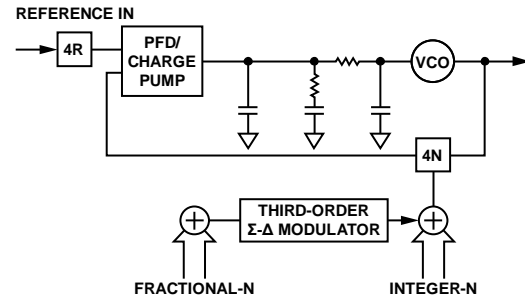 REFERENCE IN
4R
PFD/
CHARGE
PUMP
VCO
4N
THIRD-ORDER
Σ-Δ MODULATOR
FRACTIONAL-N
INTEGER-N